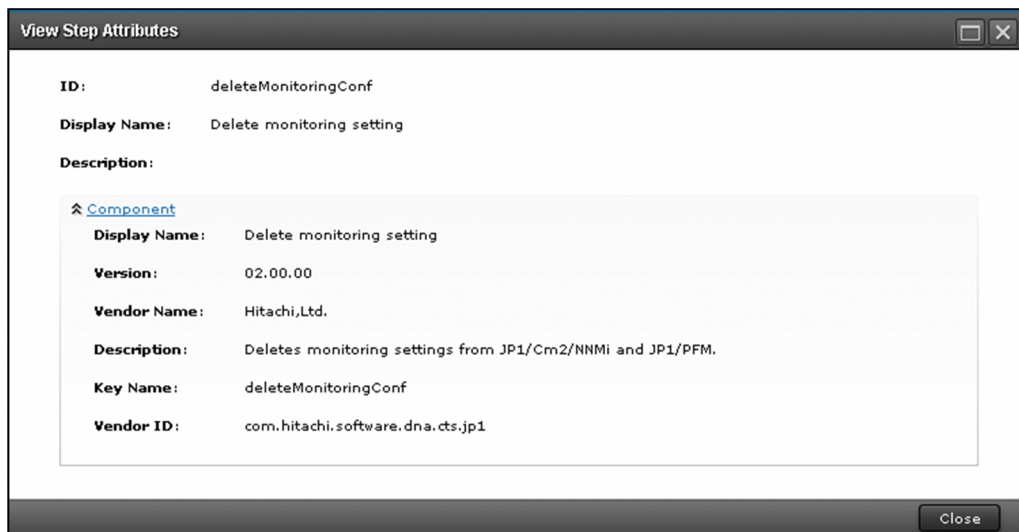 View Step Attributes
ID: deleteMonitoringConf
Display Name: Delete monitoring setting
Description:
Component
Display Name: Delete monitoring setting
Version: 02.00.00
Vendor Name: Hitachi,Ltd.
Description: Deletes monitoring settings from JP1/Cm2/NNMi and JP1/PFM.
Key Name: deleteMonitoringConf
Vendor ID: com.hitachi.software.dna.cts.jp1
Close